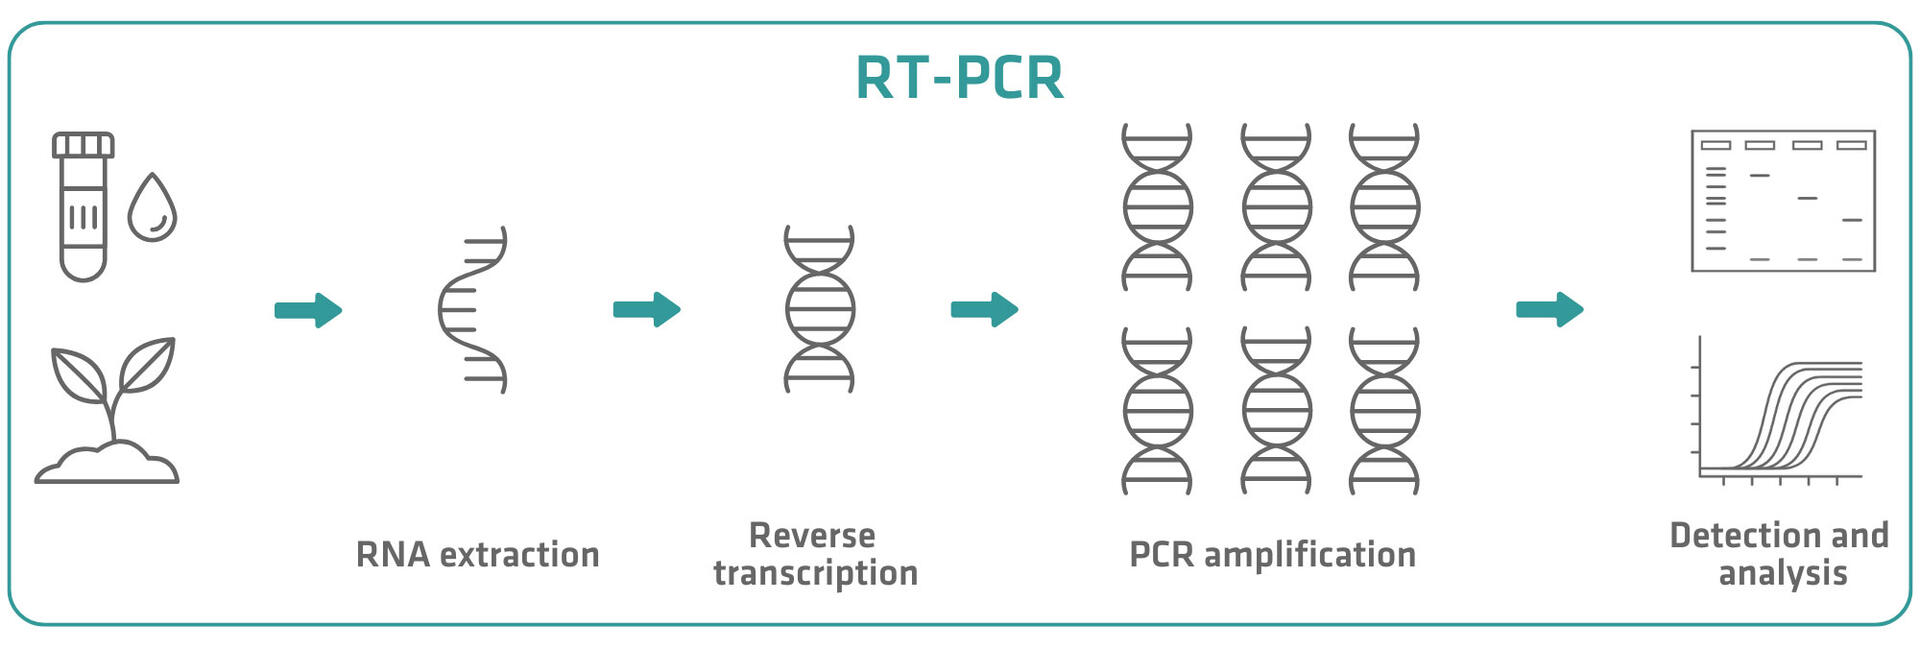 RT-PCR
RNA extraction
Reverse
transcription
PCR amplification
Detection and
analysis